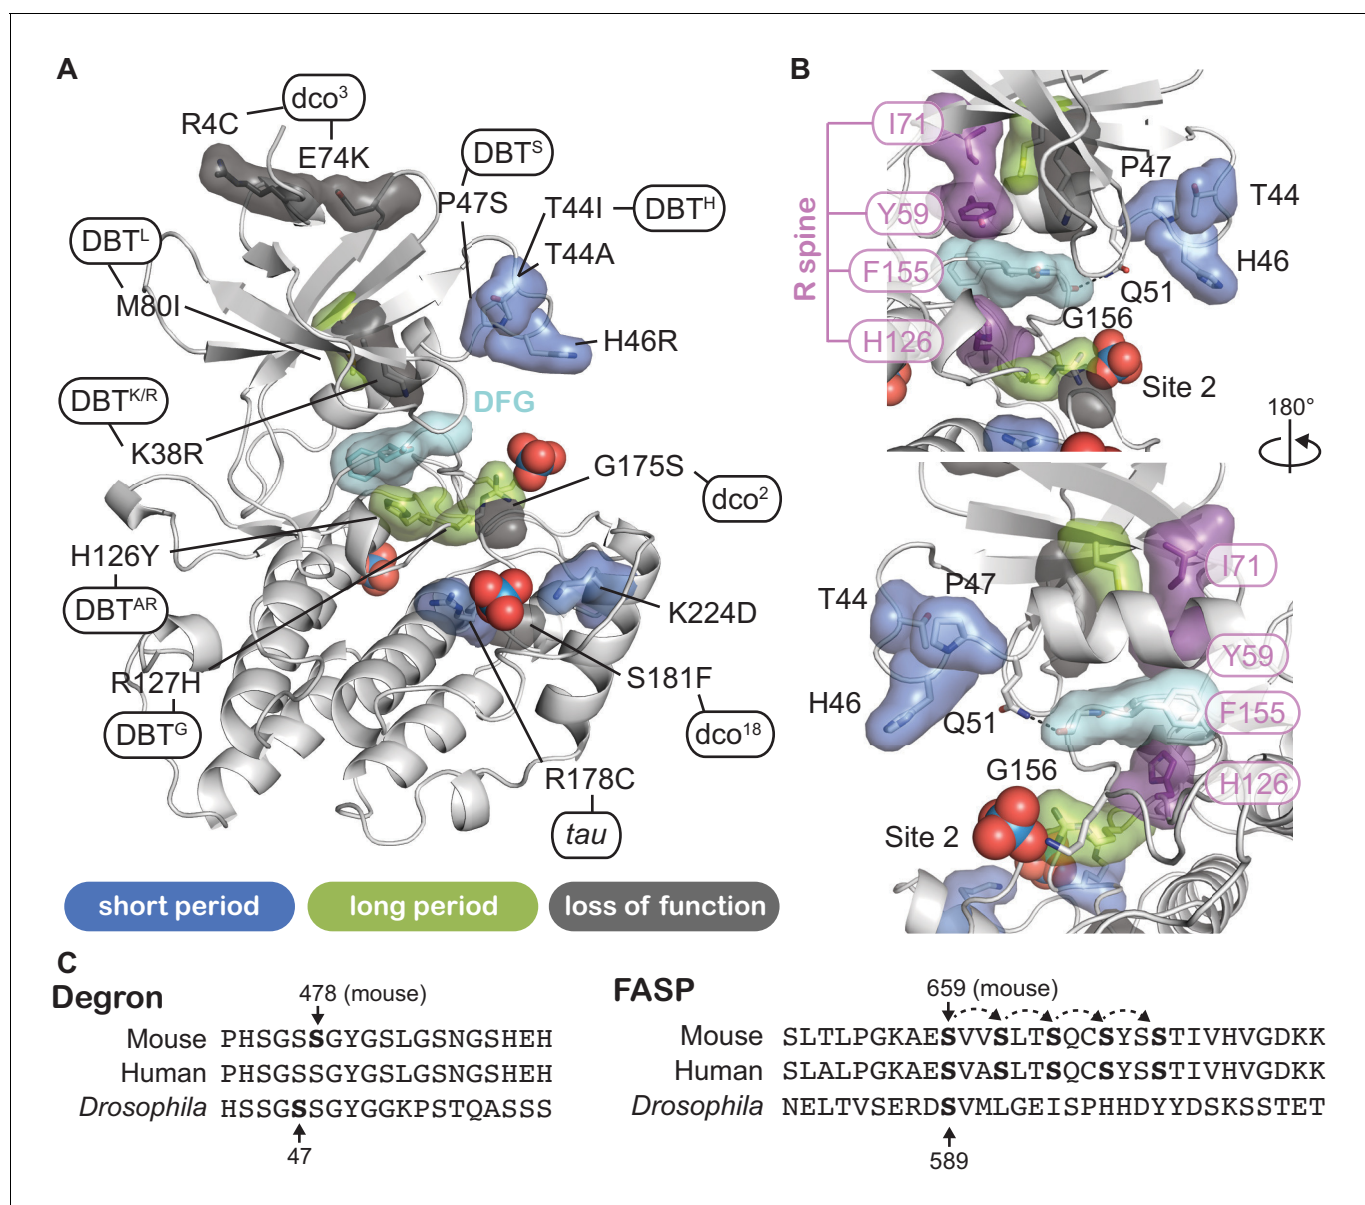 A
dco3
R4C
E74K
DBTS
P47S
T44I
DBTH
T44A
DBTL
M80I
H46R
DBTK/R
K38R
DFG
G175S
dco2
H126Y
DBTAR
K224D
R127H
S181F
DBTG
dco18
R178C
tau
short period
long period
loss of function
B
I71
P47
T44
Y59
R spine
F155
H46
Q51
G156
H126
Site 2
180°
P47
T44
I71
Y59
H46
Q51
F155
G156
H126
Site 2
C
Degron
478 (mouse)
Mouse PHSGSSGYGSLGSNGSHEH
Human PHSGSSGYGSLGSNGSHEH
Drosophila HSSGSSGYGGKPSTQASSS
47
FASP
659 (mouse)
Mouse SLTLPGKAESVVSLTSQCSYSSTIVHVGDKK
Human SLALPGKAESVASLTSQCSYSSTIVHVGDKK
Drosophila NELTVSERDSVMLGEISPHHDYYDSKSSTET
589